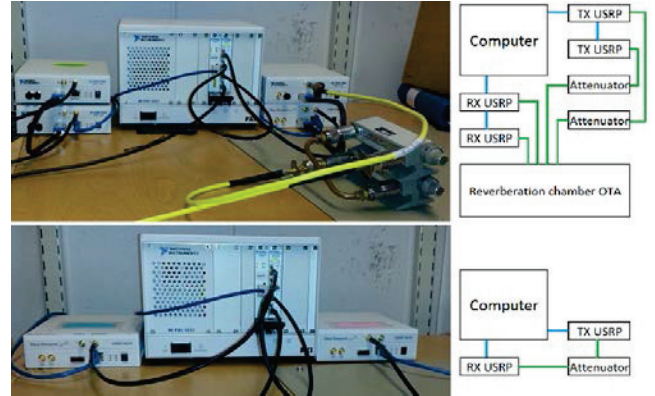 NATIONAL INSTRUMENTS
Computer
TX USRP
TX USRP
Attenuator
Attenuator
RX USRP
RX USRP
Reverberation chamber OTA
NATIONAL INSTRUMENTS
Computer
TX USRP
RX USRP
Attenuator